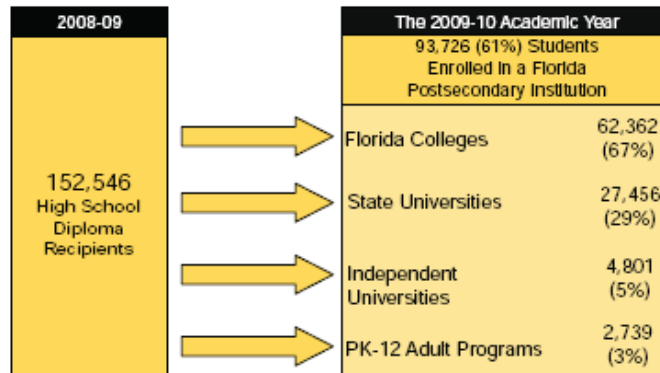 2008-09
152,546
High School
Diploma
Recipients
The 2009-10 Academic Year
93,726 (61%) Students
Enrolled in a Florida
Postsecondary Institution
Florida Colleges
62,362
(67%)
State Universities
27,456
(29%)
Independent
Universities
4,801
(5%)
PK-12 Adult Programs
2,739
(3%)